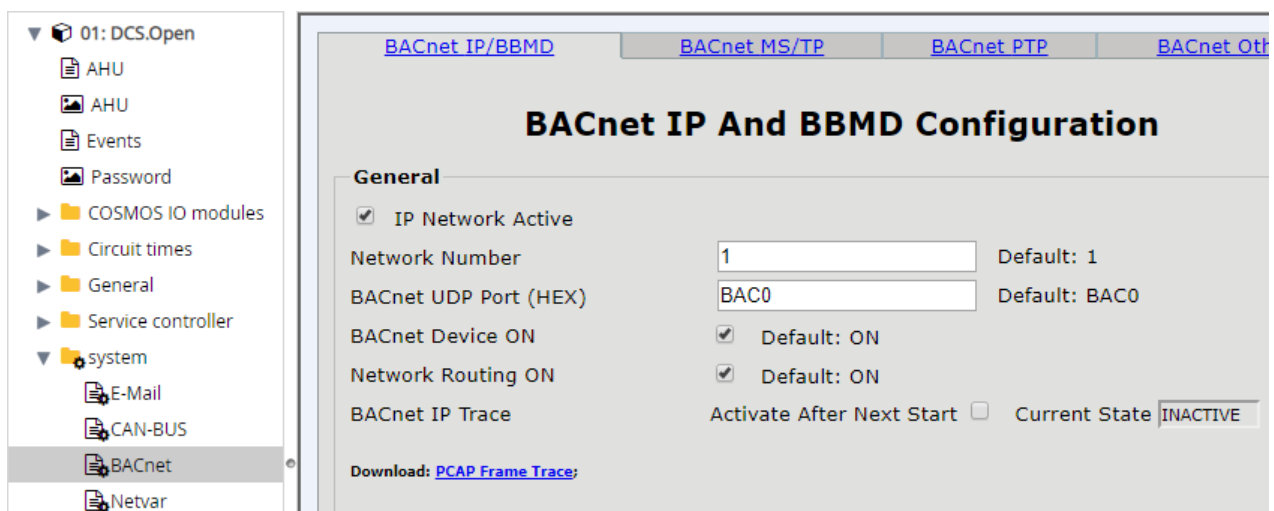 01: DCS.Open
AHU
AHU
Events
Password
COSMOS IO modules
Circuit times
General
Service controller
system
E-Mail
CAN-BUS
BACnet
Netvar
BACnet IP/BBMD
BACnet MS/TP
BACnet PTP
BACnet Oth
BACnet IP And BBMD Configuration
General
IP Network Active
Network Number 1 Default: 1
BACnet UDP Port (HEX) BAC0 Default: BAC0
BACnet Device ON Default: ON
Network Routing ON Default: ON
BACnet IP Trace Activate After Next Start Current State INACTIVE
Download: PCAP Frame Trace;